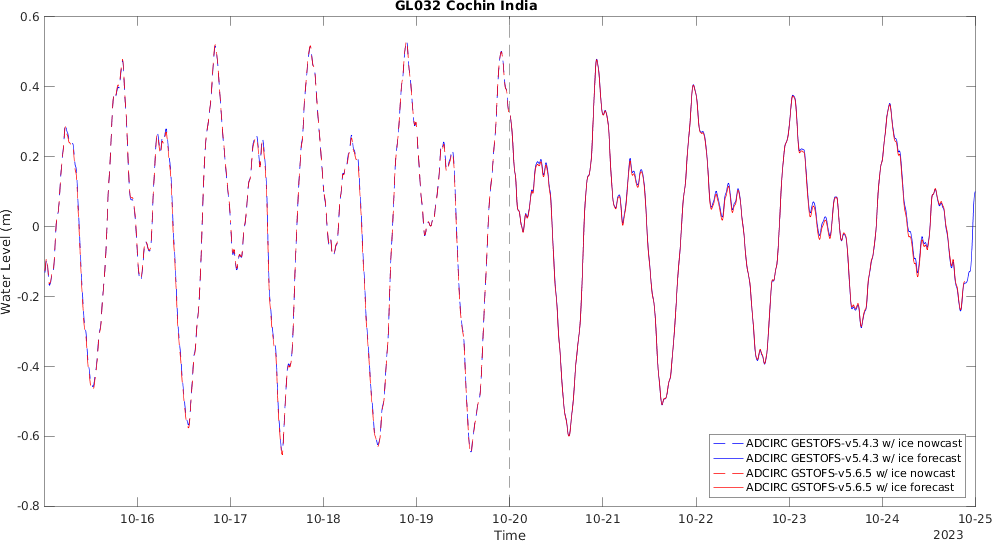 GL032 Cochin India
0.6
0.4
0.2
0
-0.2
-0.4
-0.6
-0.8
Water Level (m)
ADCIRC GESTOFS-v5.4.3 w/ ice nowcast
ADCIRC GESTOFS-v5.4.3 w/ ice forecast
ADCIRC GSTOFS-v5.6.5 w/ ice nowcast
ADCIRC GSTOFS-v5.6.5 w/ ice forecast
10-16 10-17 10-18 10-19 10-20 10-21 10-22 10-23 10-24 10-25
Time
2023